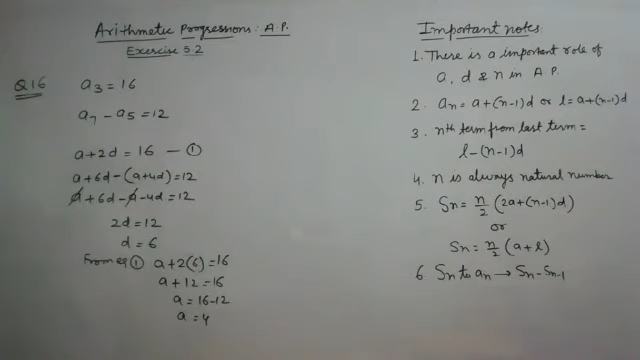 Arithmetic Progressions: A.P.
Exercise 5.2
Q16 a₃ = 16
a₇ - a₅ = 12
a + 2d = 16 — ①
a + 6d - (a + 4d) = 12
a + 6d - a - 4d = 12
2d = 12
d = 6
From eq ① a + 2(6) = 16
a + 12 = 16
a = 16 - 12
a = 4
Important notes:
1. There is a important role of
a, d & n in A.P.
2. aₙ = a + (n-1)d or l = a + (n-1)d
3. nth term from last term =
l - (n-1)d
4. n is always natural number
5. Sₙ = n/2 (2a + (n-1)d)
or
Sₙ = n/2 (a + l)
6. Sₙ to aₙ → Sₙ - Sₙ₋₁